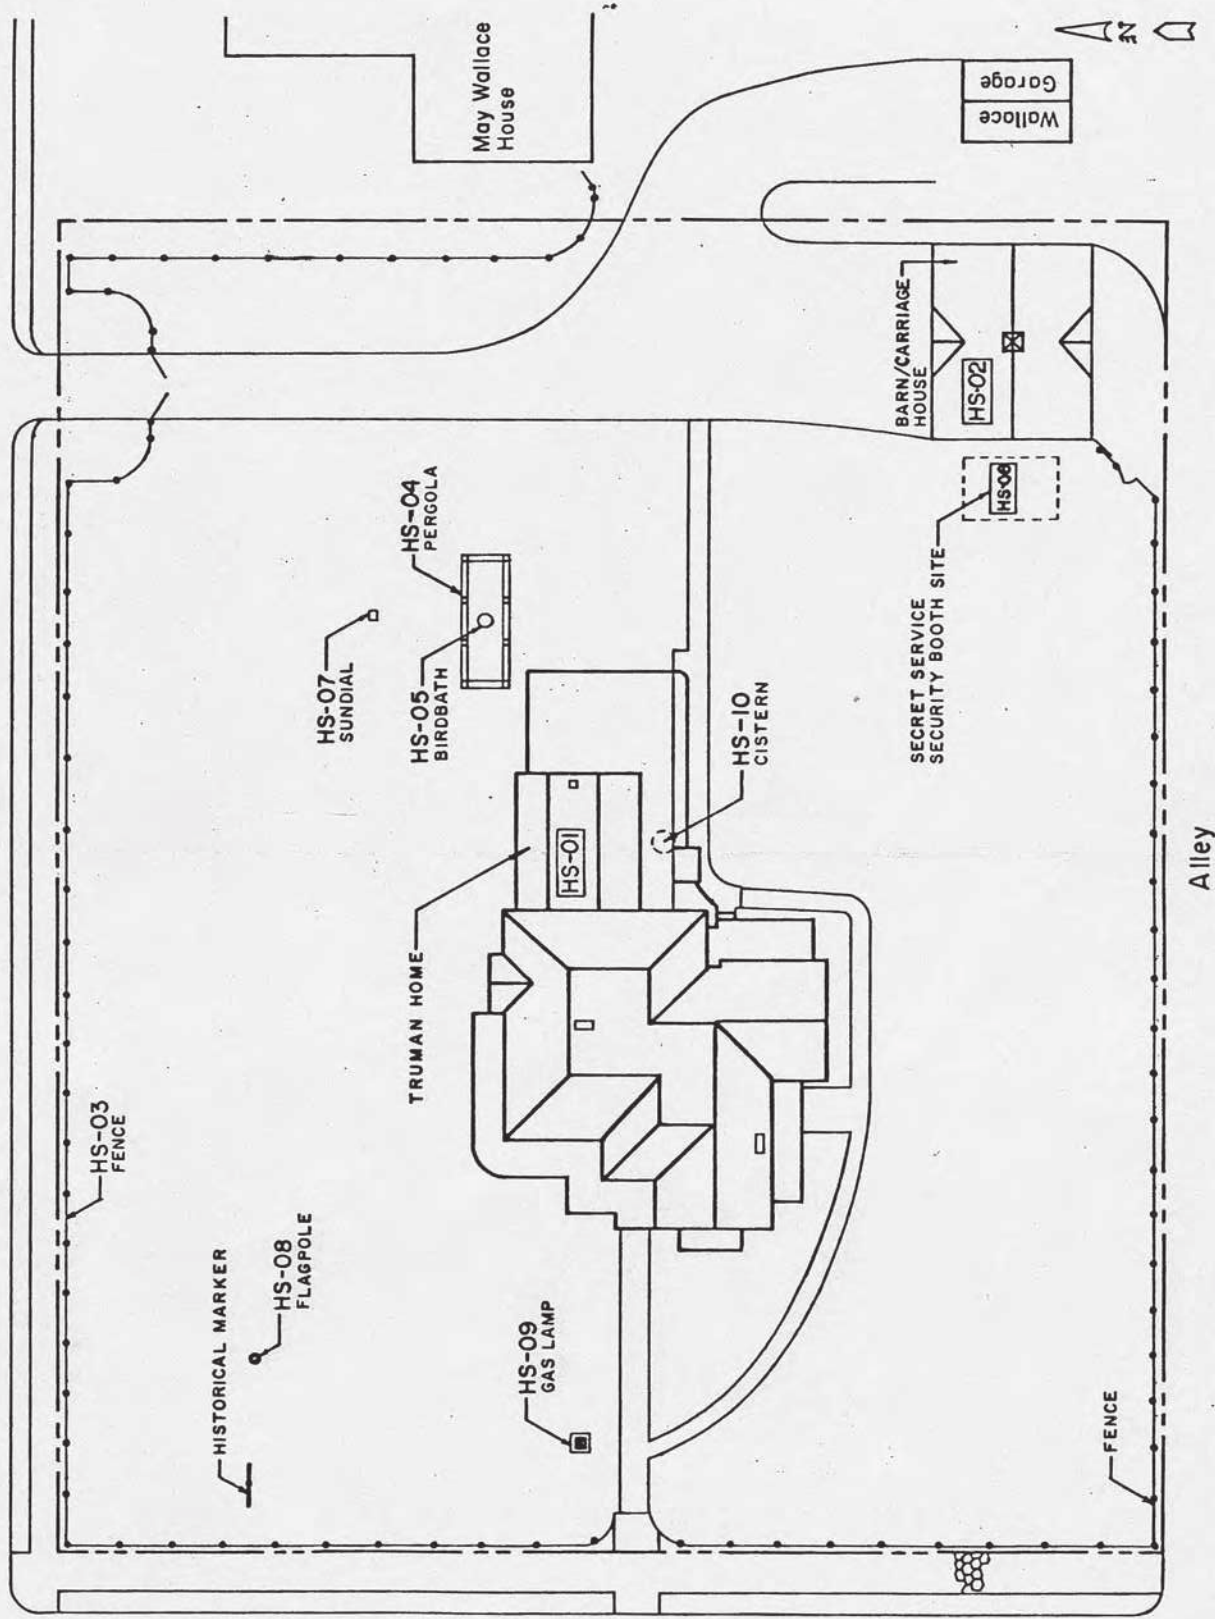 May Wallace
House
Wallace
Garage
N
BARN/CARRIAGE
HOUSE
HS-02
HS-04
PERGOLA
HS-06
HS-07
SUNDIAL
HS-05
BIRDBATH
SECRET SERVICE
SECURITY BOOTH SITE
HS-10
CISTERN
HS-01
TRUMAN HOME
Alley
HS-03
FENCE
HISTORICAL MARKER
HS-08
FLAGPOLE
HS-09
GAS LAMP
FENCE